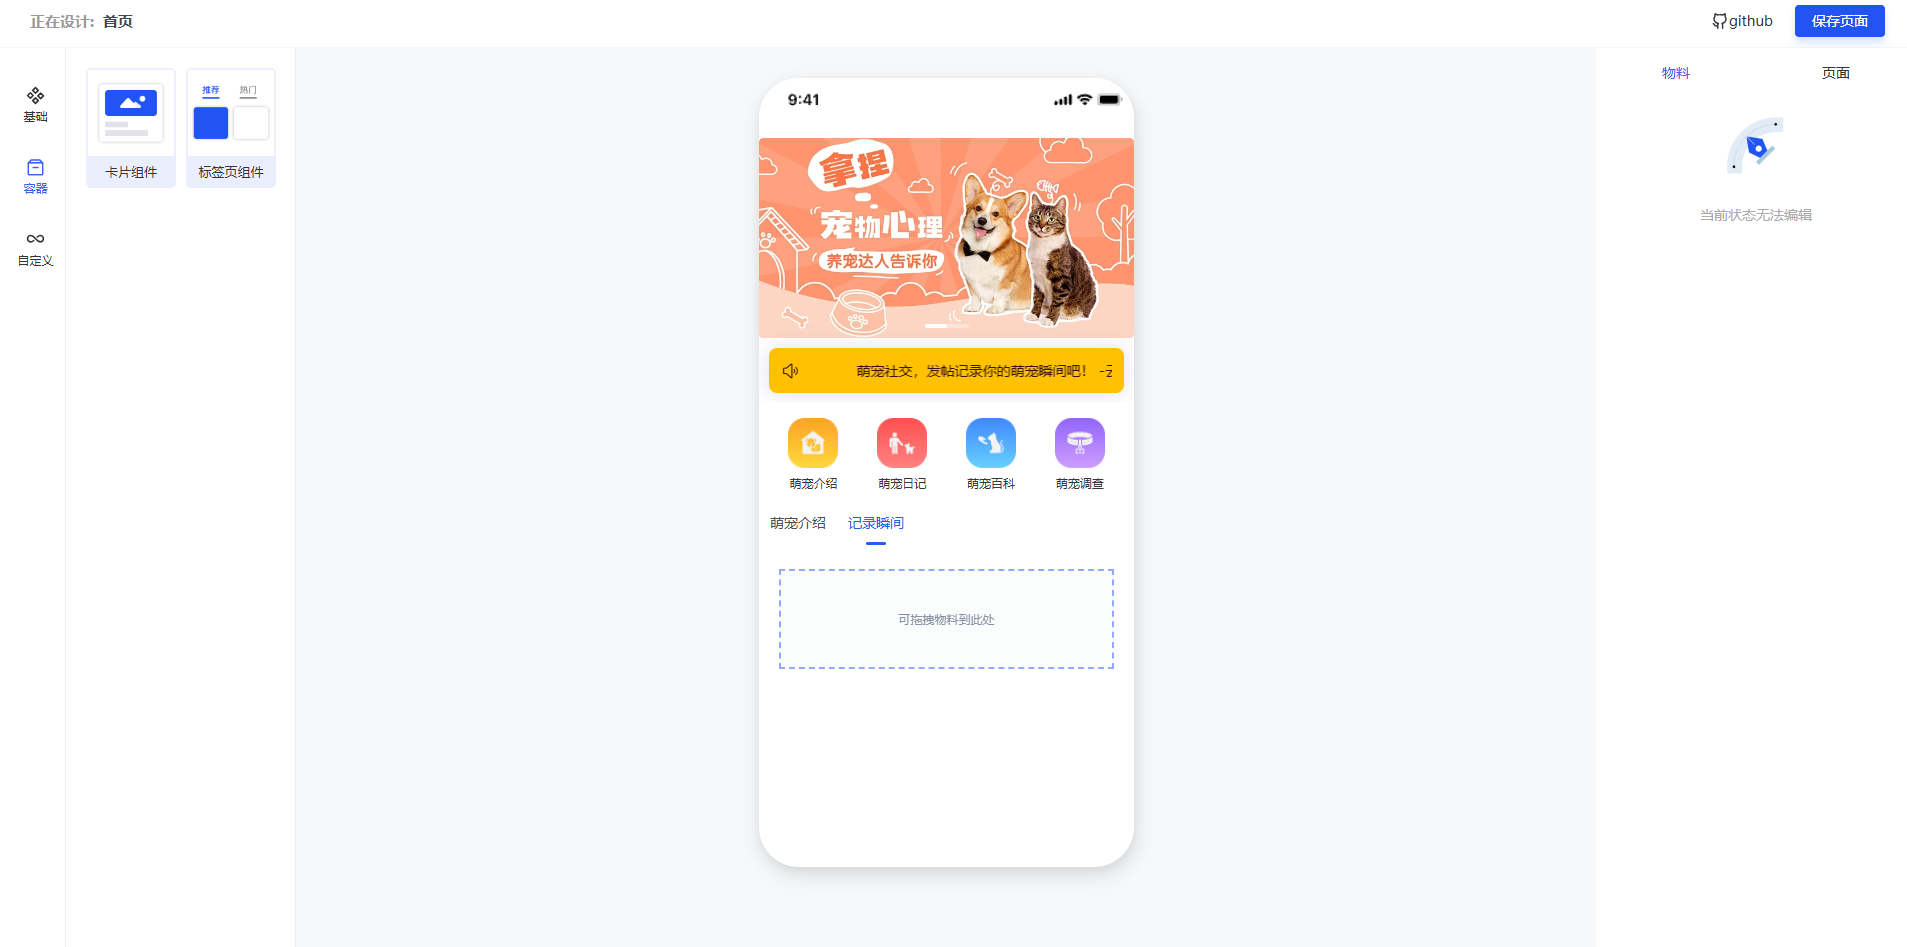 正在设计: 首页
github
保存页面
基础
容器
自定义
推荐 热门
卡片组件
标签页组件
9:41
拿捏
宠物心理
养宠达人告诉你
萌宠社交，发帖记录你的萌宠瞬间吧！
萌宠介绍 萌宠日记 萌宠百科 萌宠调查
萌宠介绍 记录瞬间
可拖拽物料到此处
物料 页面
当前状态无法编辑